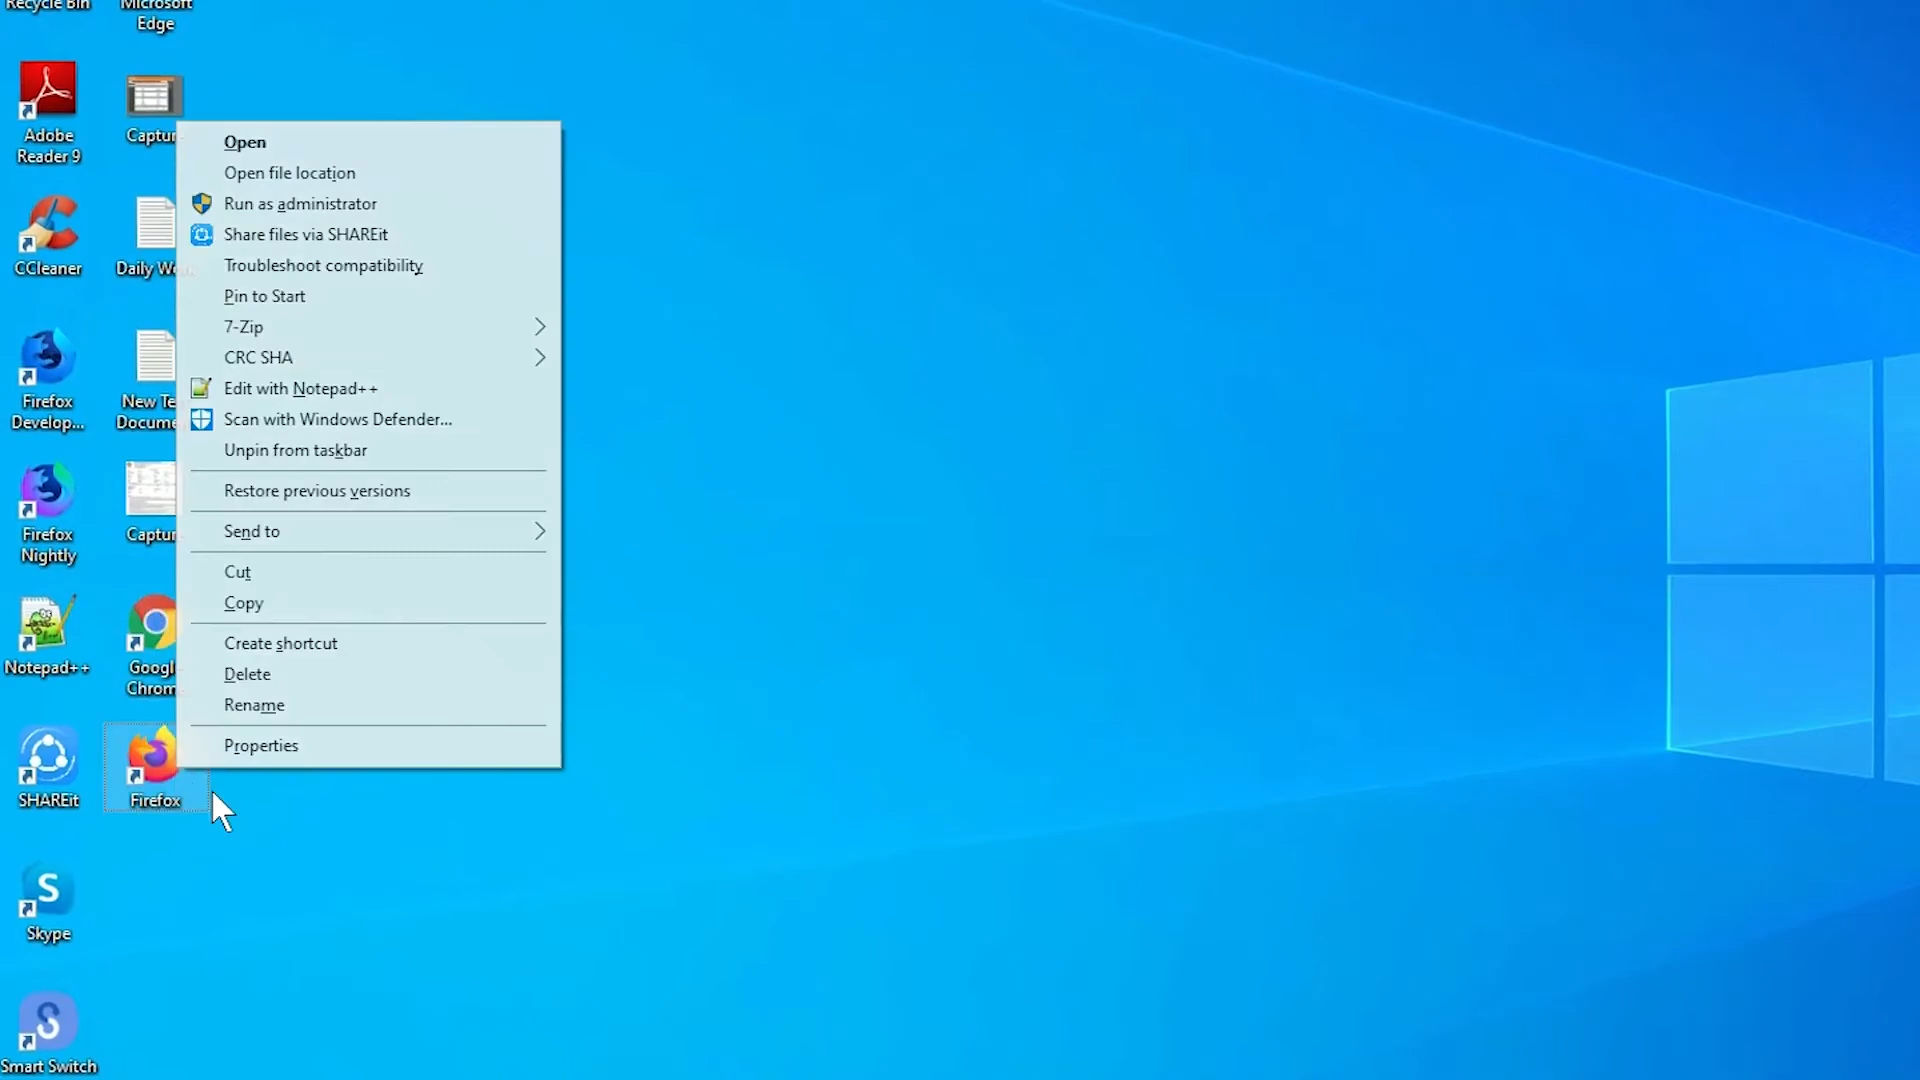 Recycle Bin
Microsoft
Edge
Adobe
Reader 9
Captur
CCleaner
Daily W
Firefox
Develop...
New Te
Docume
Firefox
Nightly
Captur
Notepad++
Googl
Chrom
SHAREit
Firefox
Skype
Smart Switch
Open
Open file location
Run as administrator
Share files via SHAREit
Troubleshoot compatibility
Pin to Start
7-Zip
CRC SHA
Edit with Notepad++
Scan with Windows Defender...
Unpin from taskbar
Restore previous versions
Send to
Cut
Copy
Create shortcut
Delete
Rename
Properties